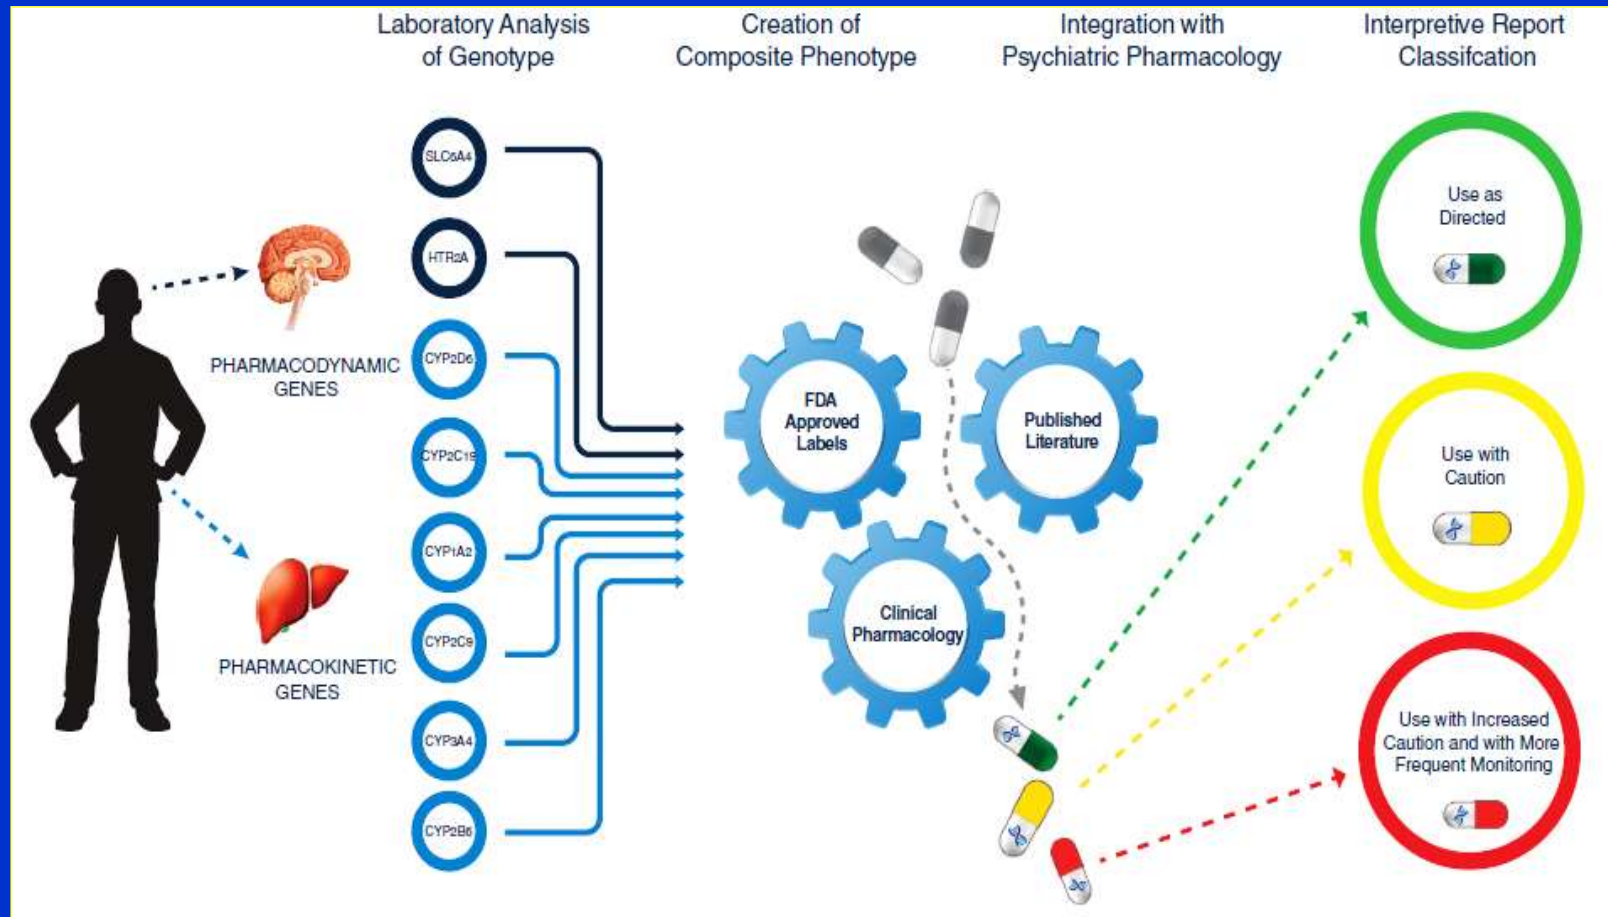 Laboratory Analysis
of Genotype
Creation of
Composite Phenotype
Integration with
Psychiatric Pharmacology
Interpretive Report
Classifcation
SLC6A4
HTR2A
CYP2D6
CYP2C19
CYP1A2
CYP2C9
CYP3A4
CYP2B6
PHARMACODYNAMIC
GENES
PHARMACOKINETIC
GENES
FDA
Approved
Labels
Published
Literature
Clinical
Pharmacology
Use as
Directed
Use with
Caution
Use with Increased
Caution and with More
Frequent Monitoring